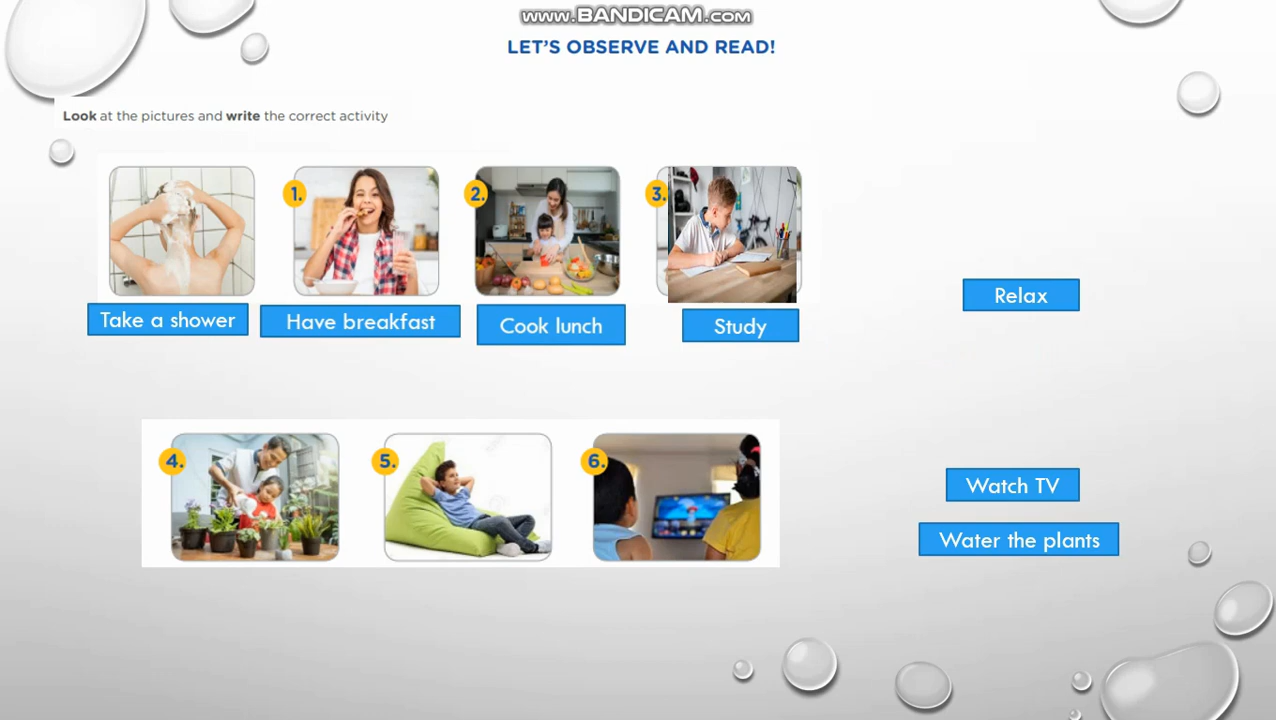 www.BANDICAM.com
LET'S OBSERVE AND READ!
Look at the pictures and write the correct activity
1.
2.
3.
Take a shower
Have breakfast
Cook lunch
Study
Relax
4.
5.
6.
Watch TV
Water the plants